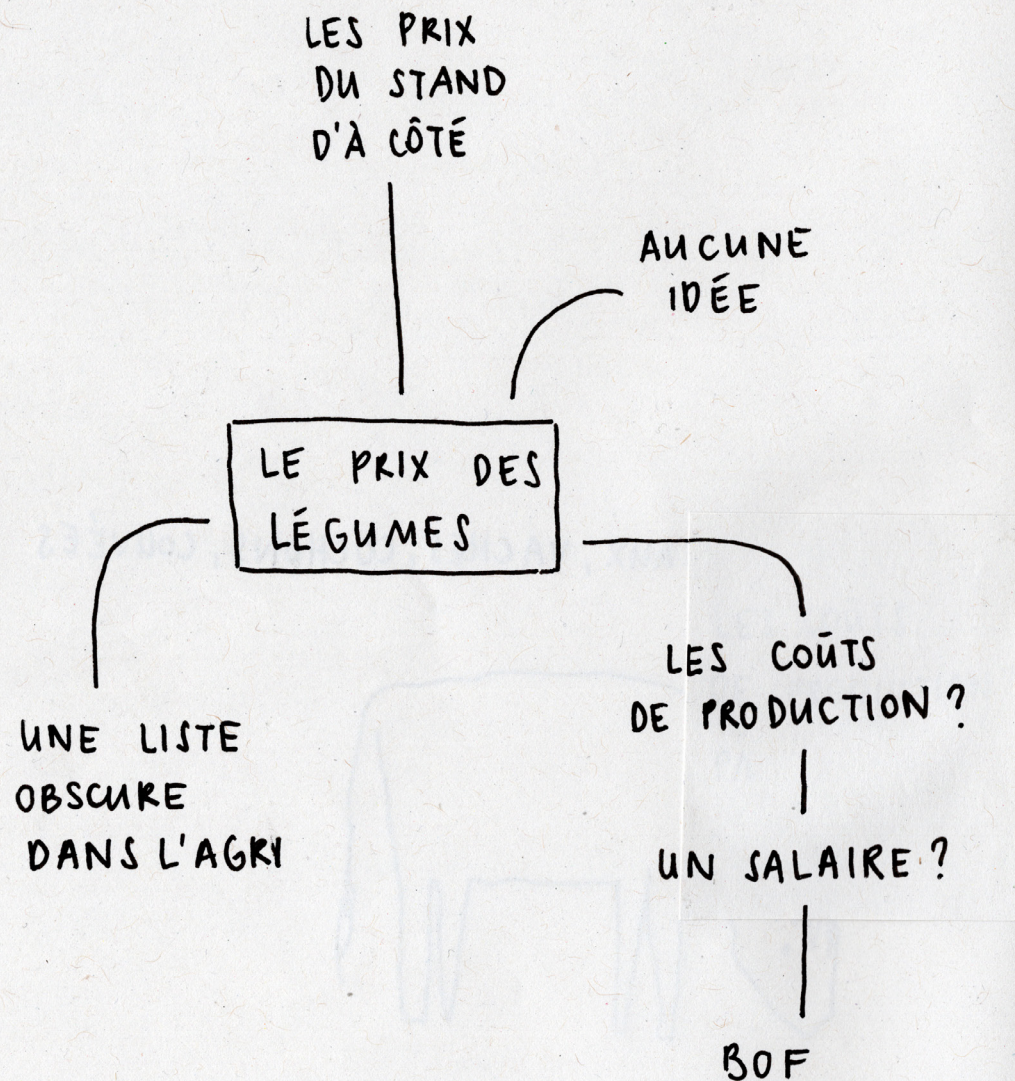 LES PRIX
DU STAND
D'À CÔTÉ
AUCUNE
IDÉE
LE PRIX DES
LÉGUMES
LES COÛTS
DE PRODUCTION ?
UN SALAIRE ?
BOF
UNE LISTE
OBSCURE
DANS L'AGRI